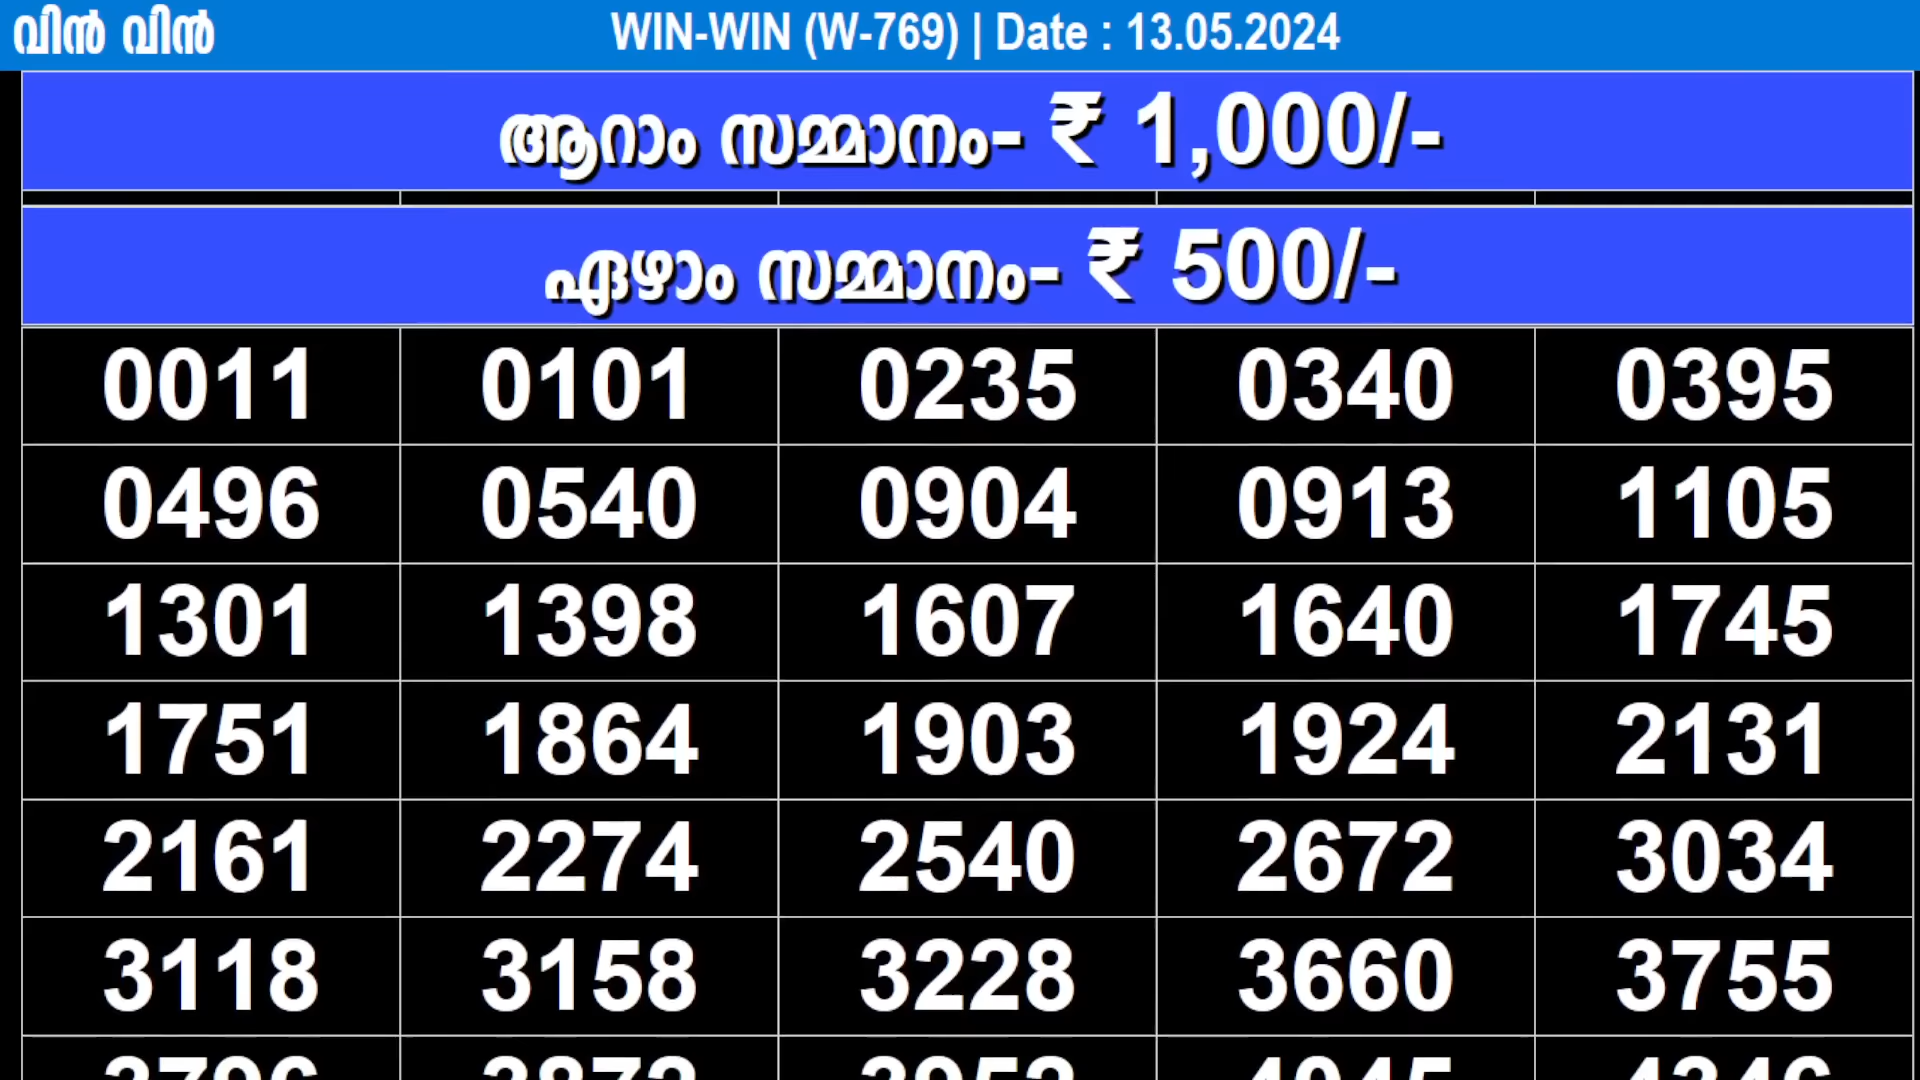 വിൻ വിൻ WIN-WIN (W-769) | Date : 13.05.2024
ആറാം സമ്മാനം- ₹ 1,000/-
ഏഴാം സമ്മാനം- ₹ 500/-
0011 0101 0235 0340 0395
0496 0540 0904 0913 1105
1301 1398 1607 1640 1745
1751 1864 1903 1924 2131
2161 2274 2540 2672 3034
3118 3158 3228 3660 3755